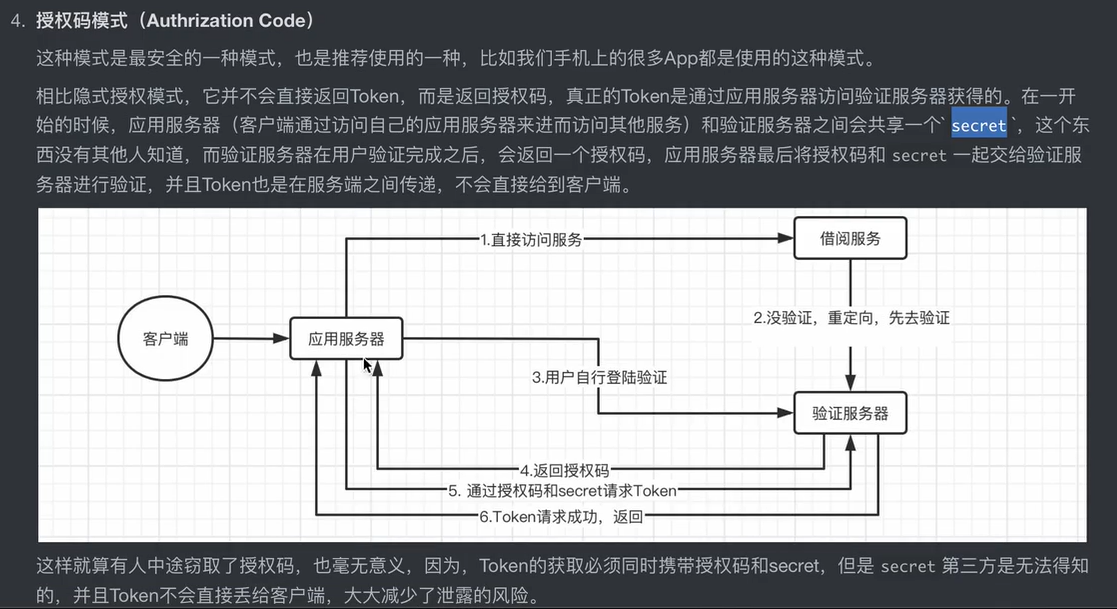 4. 授权码模式（Authrization Code）
这种模式是最安全的一种模式，也是推荐使用的一种，比如我们手机上的很多App都是使用的这种模式。
相比隐式授权模式，它并不会直接返回Token，而是返回授权码，真正的Token是通过应用服务器访问验证服务器获得的。在一开
始的时候，应用服务器（客户端通过访问自己的应用服务器来进而访问其他服务）和验证服务器之间会共享一个` secret `，这个东
西没有其他人知道，而验证服务器在用户验证完成之后，会返回一个授权码，应用服务器最后将授权码和 secret 一起交给验证服
务器进行验证，并且Token也是在服务端之间传递，不会直接给到客户端。
1.直接访问服务
借阅服务
2.没验证，重定向，先去验证
客户端
应用服务器
3.用户自行登陆验证
验证服务器
4.返回授权码
5. 通过授权码和secret请求Token
6.Token请求成功，返回
这样就算有人中途窃取了授权码，也毫无意义，因为，Token的获取必须同时携带授权码和secret，但是 secret 第三方是无法得知
的，并且Token不会直接丢给客户端，大大减少了泄露的风险。